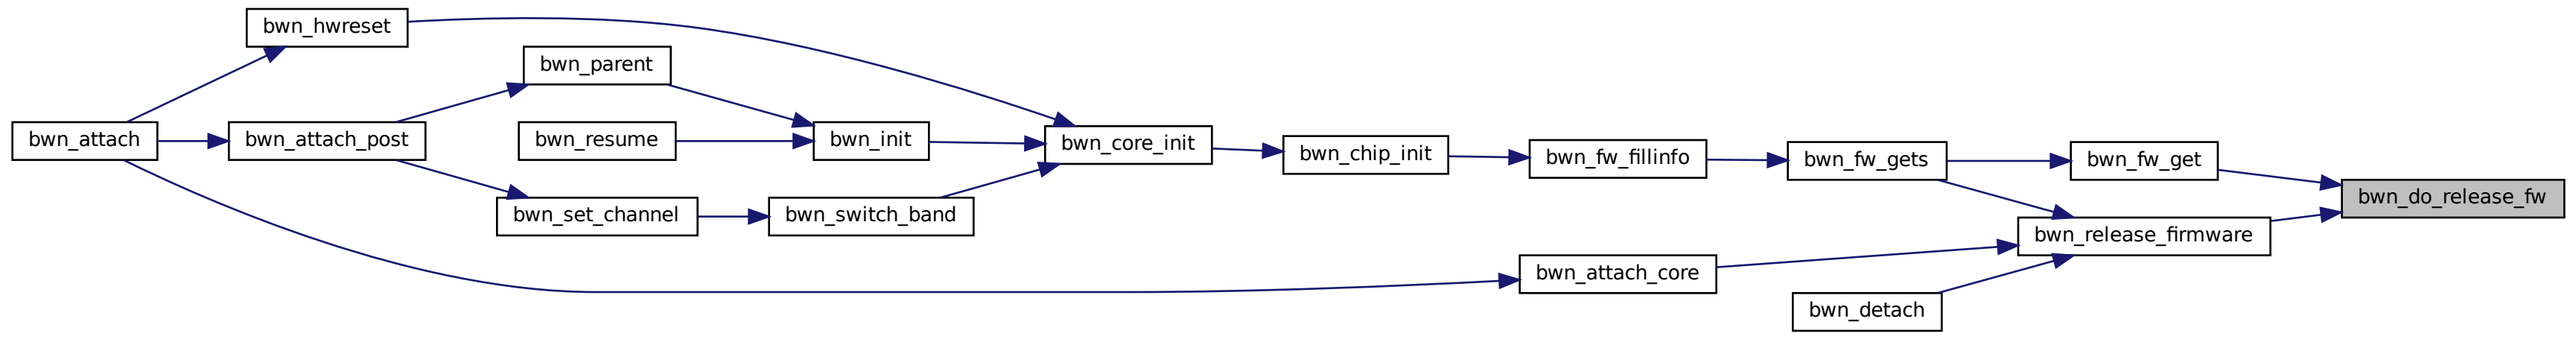 bwn_hwreset
bwn_parent
bwn_attach
bwn_attach_post
bwn_resume
bwn_init
bwn_core_init
bwn_chip_init
bwn_fw_fillinfo
bwn_fw_gets
bwn_fw_get
bwn_do_release_fw
bwn_set_channel
bwn_switch_band
bwn_release_firmware
bwn_attach_core
bwn_detach